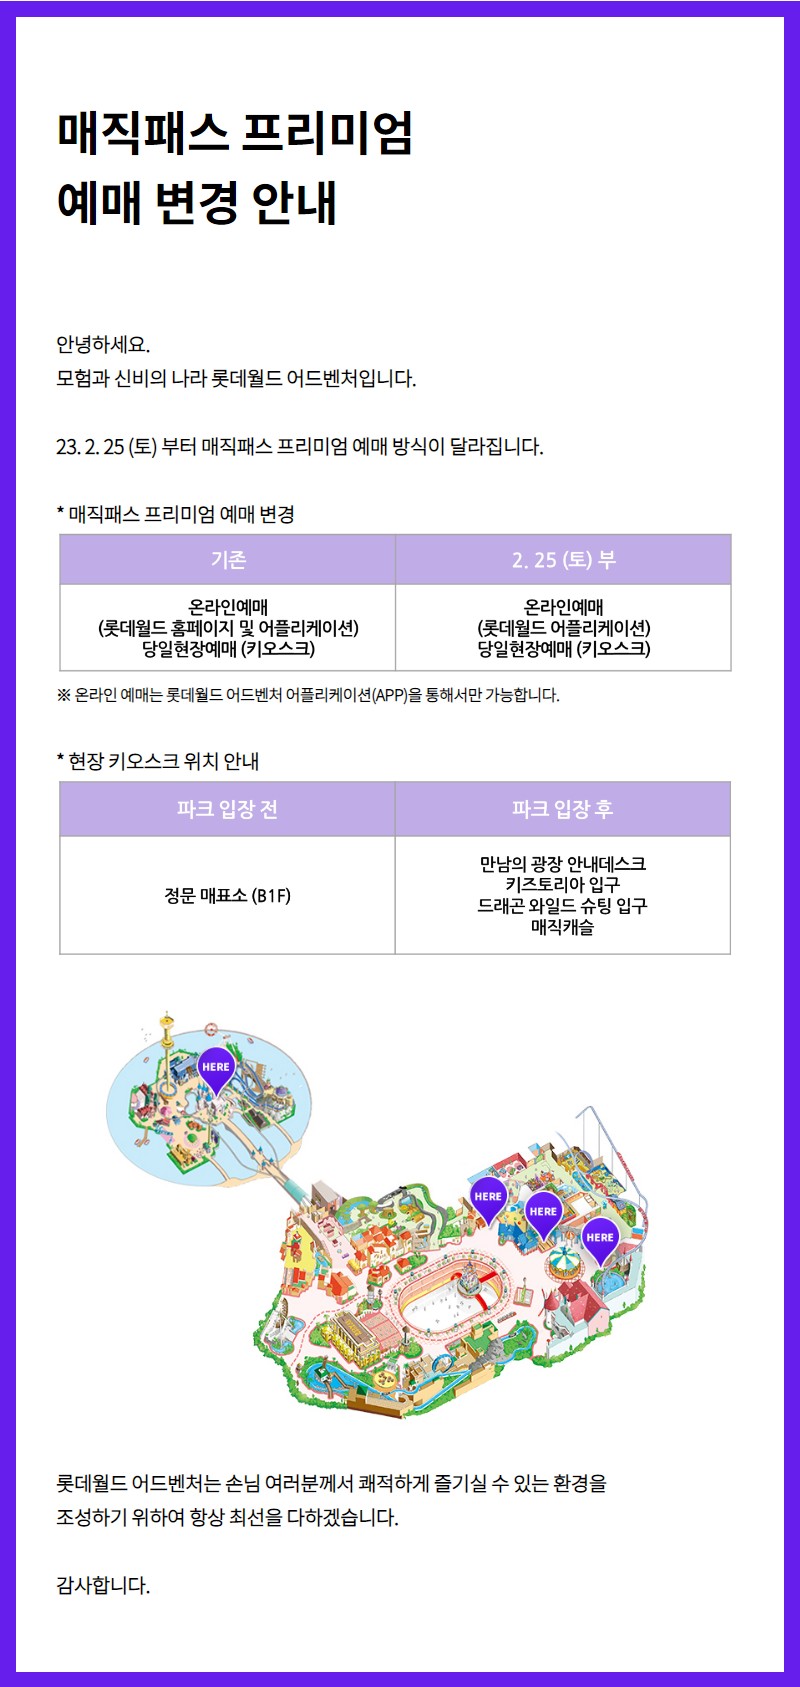 매직패스 프리미엄
예매 변경 안내
안녕하세요.
모험과 신비의 나라 롯데월드 어드벤처입니다.
23. 2. 25 (토) 부터 매직패스 프리미엄 예매 방식이 달라집니다.
* 매직패스 프리미엄 예매 변경
기존
2. 25 (토) 부
온라인예매
(롯데월드 홈페이지 및 어플리케이션)
당일현장예매 (키오스크)
온라인예매
(롯데월드 어플리케이션)
당일현장예매 (키오스크)
※ 온라인 예매는 롯데월드 어드벤처 어플리케이션(APP)을 통해서만 가능합니다.
* 현장 키오스크 위치 안내
파크 입장 전
파크 입장 후
정문 매표소 (B1F)
만남의 광장 안내데스크
키즈토리아 입구
드래곤 와일드 슈팅 입구
매직캐슬
HERE
HERE
HERE
HERE
롯데월드 어드벤처는 손님 여러분께서 쾌적하게 즐기실 수 있는 환경을
조성하기 위하여 항상 최선을 다하겠습니다.
감사합니다.